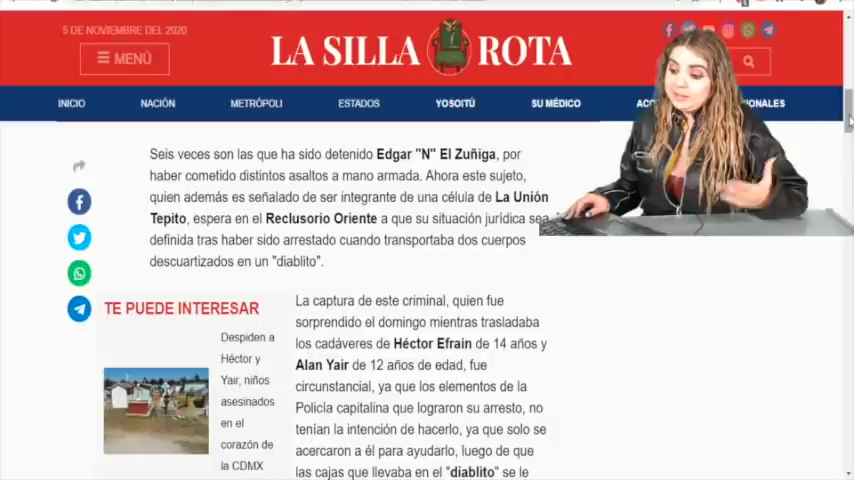 5 DE NOVIEMBRE DEL 2020
MENÚ
LA SILLA ROTA
INICIO NACIÓN METRÓPOLI ESTADOS YOSOITÚ SU MÉDICO
Seis veces son las que ha sido detenido Edgar "N" El Zuñiga, por
haber cometido distintos asaltos a mano armada. Ahora este sujeto,
quien además es señalado de ser integrante de una célula de La Unión
Tepito, espera en el Reclusorio Oriente a que su situación jurídica sea
definida tras haber sido arrestado cuando transportaba dos cuerpos
descuartizados en un "diablito".
TE PUEDE INTERESAR
Despiden a
Héctor y
Yair, niños
asesinados
en el
corazón de
la CDMX
La captura de este criminal, quien fue
sorprendido el domingo mientras trasladaba
los cadáveres de Héctor Efraín de 14 años y
Alan Yair de 12 años de edad, fue
circunstancial, ya que los elementos de la
Policía capitalina que lograron su arresto, no
tenían la intención de hacerlo, ya que solo se
acercaron a él para ayudarlo, luego de que
las cajas que llevaba en el "diablito" se le